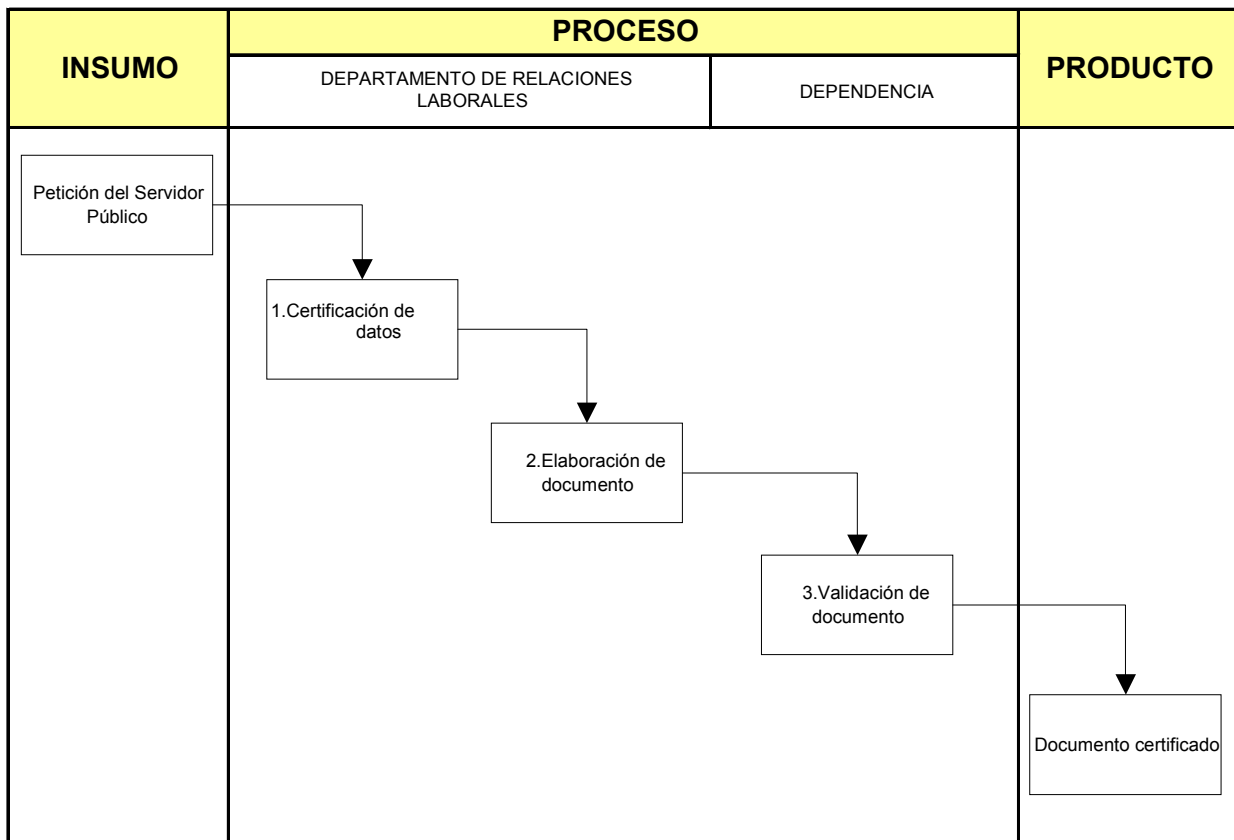 INSUMO
PROCESO
PRODUCTO
DEPARTAMENTO DE RELACIONES
LABORALES
DEPENDENCIA
Petición del Servidor
Público
1.Certificación de
datos
2.Elaboración de
documento
3.Validación de
documento
Documento certificado